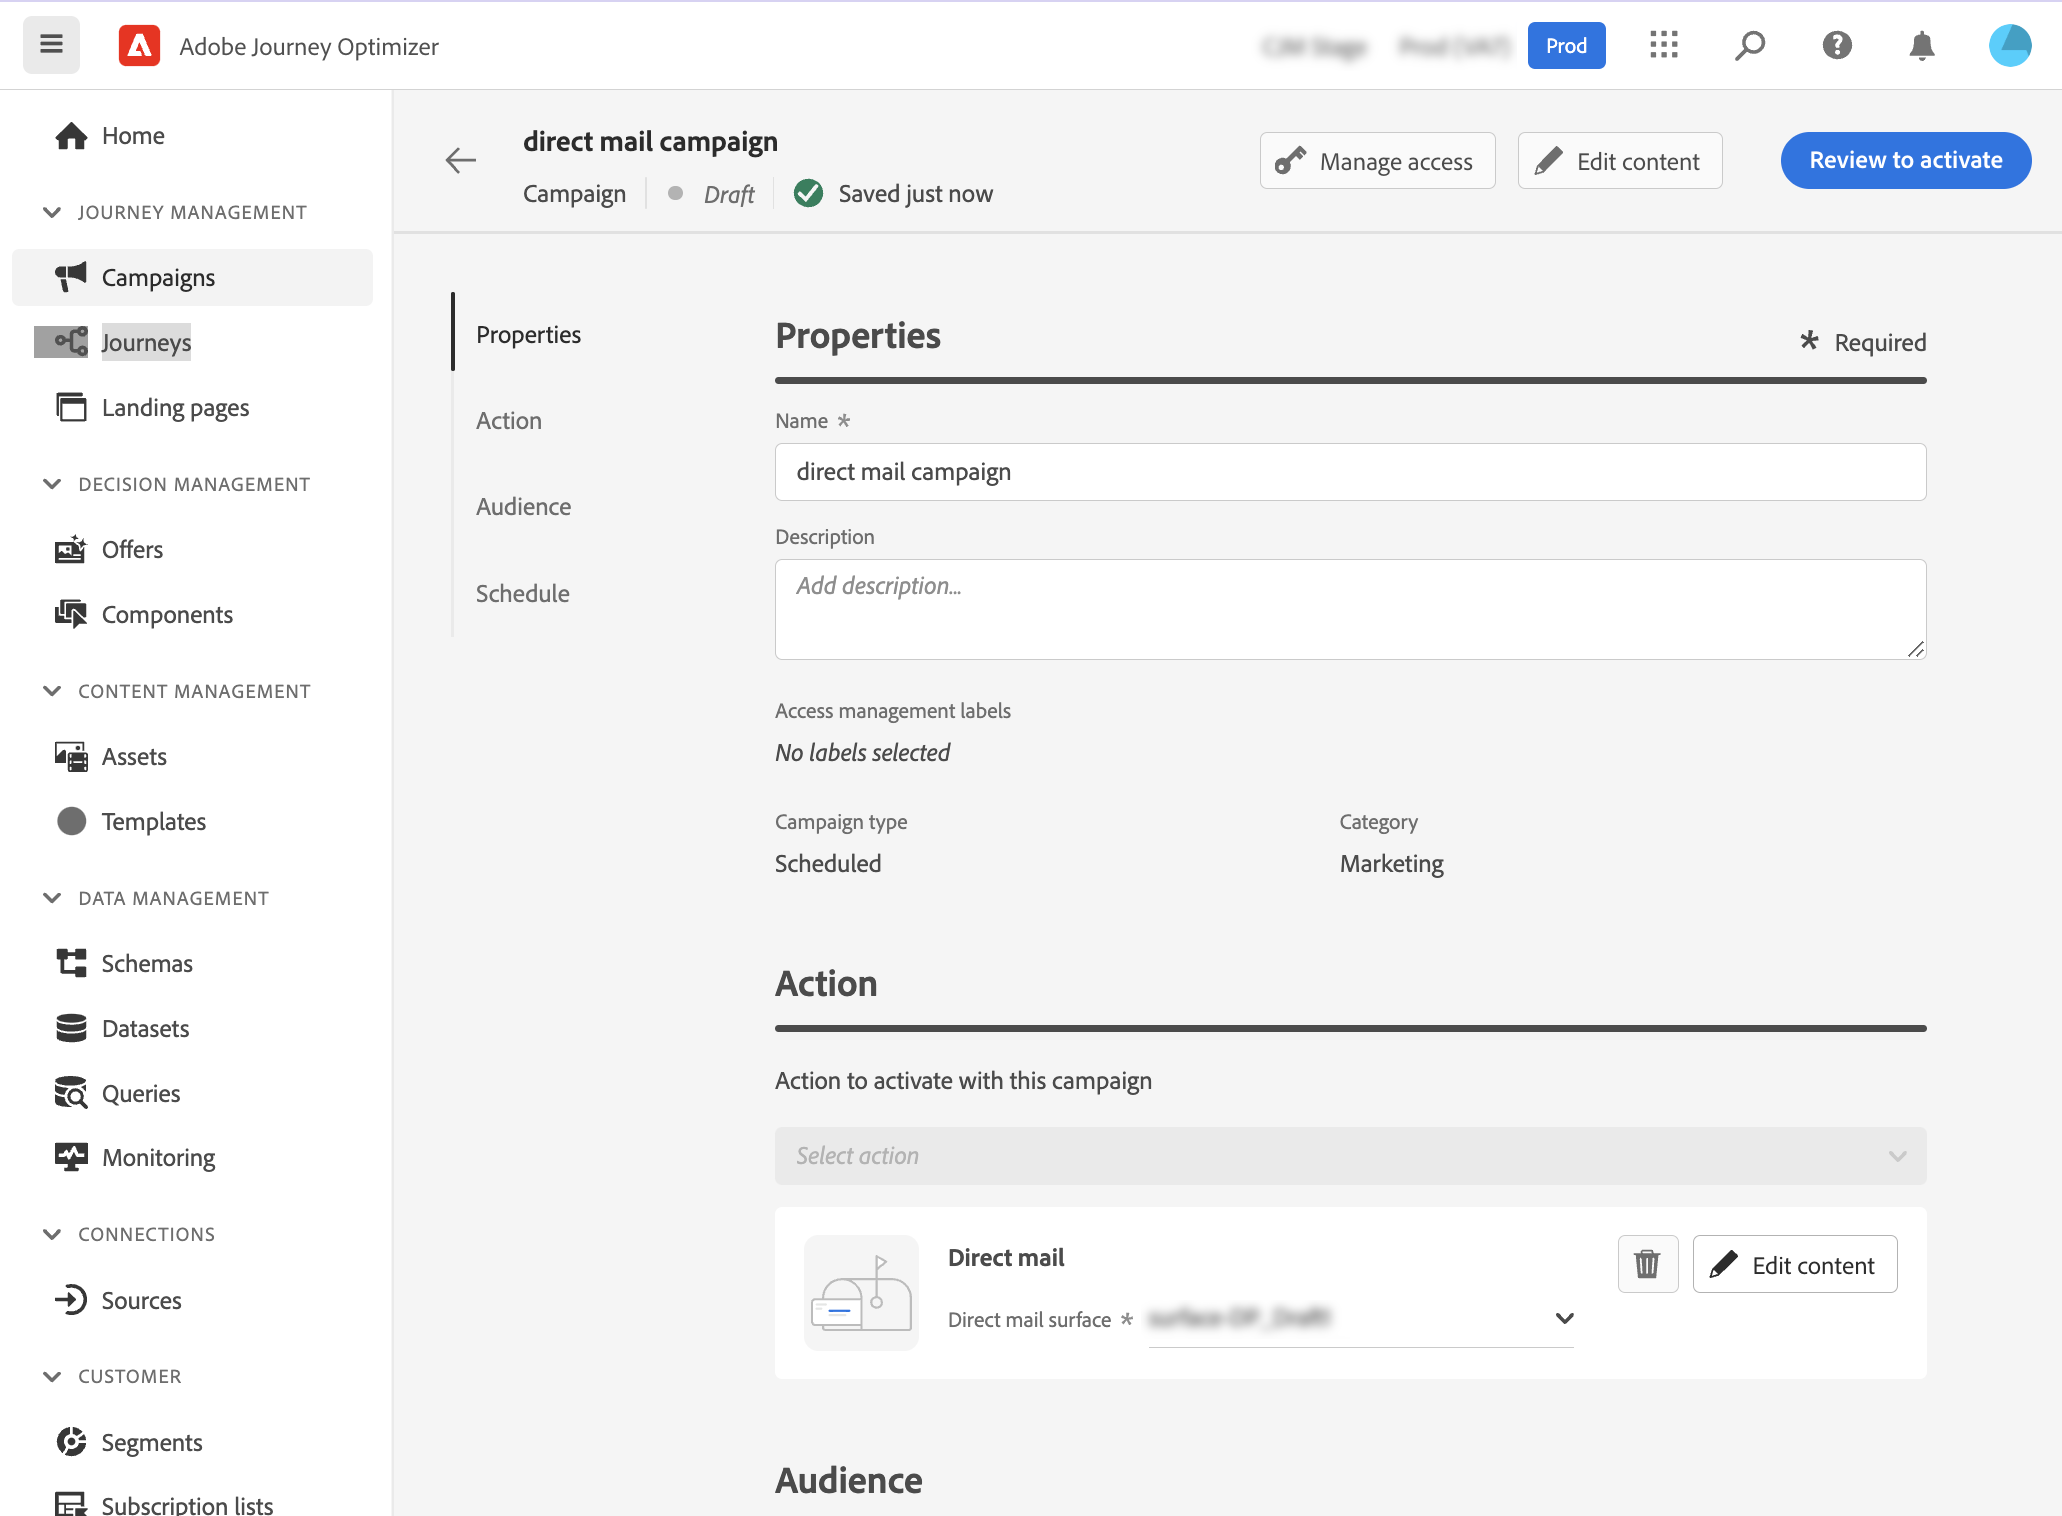 Adobe Journey Optimizer
Prod
Home
JOURNEY MANAGEMENT
Campaigns
Journeys
Landing pages
DECISION MANAGEMENT
Offers
Components
CONTENT MANAGEMENT
Assets
Templates
DATA MANAGEMENT
Schemas
Datasets
Queries
Monitoring
CONNECTIONS
Sources
CUSTOMER
Segments
Subscription lists
direct mail campaign
Campaign
Draft
Saved just now
Manage access
Edit content
Review to activate
Properties
Action
Audience
Schedule
Properties
* Required
Name *
direct mail campaign
Description
Add description...
Access management labels
No labels selected
Campaign type
Scheduled
Category
Marketing
Action
Action to activate with this campaign
Select action
Direct mail
Direct mail surface *
Edit content
Audience